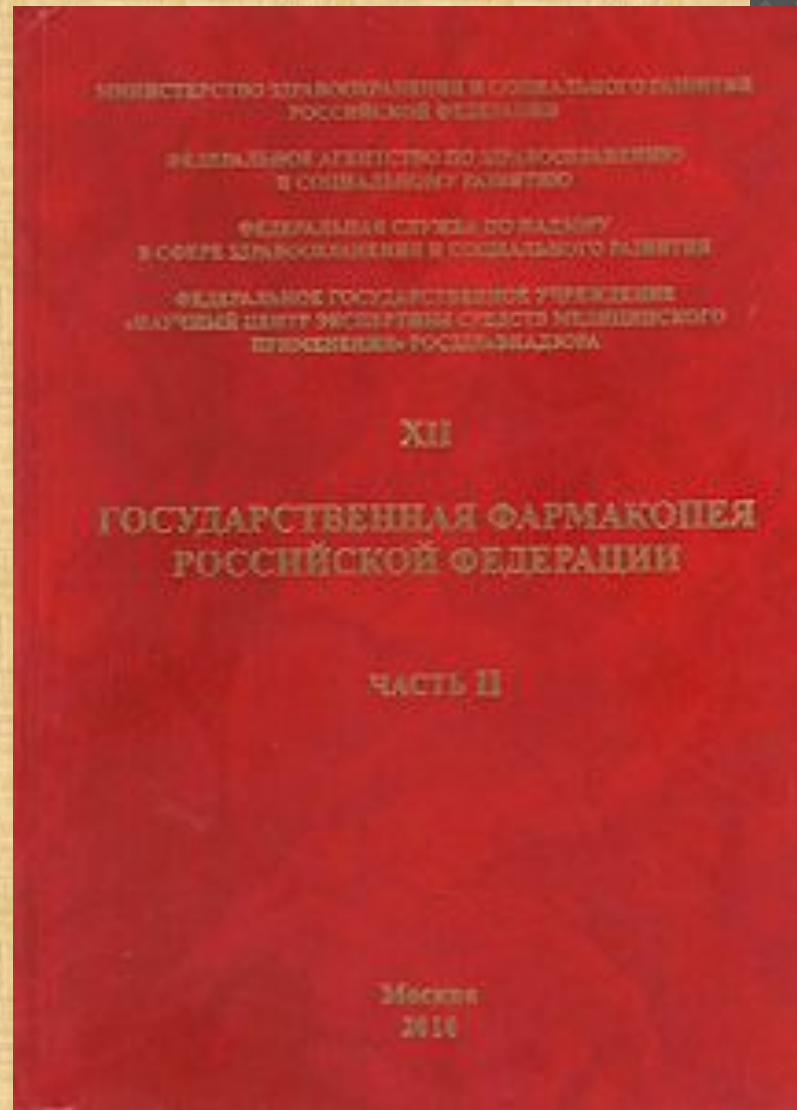 МИНИСТЕРСТВО ЗДРАВООХРАНЕНИЯ И СОЦИАЛЬНОГО РАЗВИТИЯ
РОССИЙСКОЙ ФЕДЕРАЦИИ
ФЕДЕРАЛЬНОЕ АГЕНТСТВО ПО ЗДРАВООХРАНЕНИЮ
И СОЦИАЛЬНОМУ РАЗВИТИЮ
ФЕДЕРАЛЬНАЯ СЛУЖБА ПО НАДЗОРУ
В СФЕРЕ ЗДРАВООХРАНЕНИЯ И СОЦИАЛЬНОГО РАЗВИТИЯ
ФЕДЕРАЛЬНОЕ ГОСУДАРСТВЕННОЕ УЧРЕЖДЕНИЕ
«НАУЧНЫЙ ЦЕНТР ЭКСПЕРТИЗЫ СРЕДСТВ МЕДИЦИНСКОГО
ПРИМЕНЕНИЯ» РОСЗДРАВНАДЗОРА
XII
ГОСУДАРСТВЕННАЯ ФАРМАКОПЕЯ
РОССИЙСКОЙ ФЕДЕРАЦИИ
ЧАСТЬ II
Москва
2010